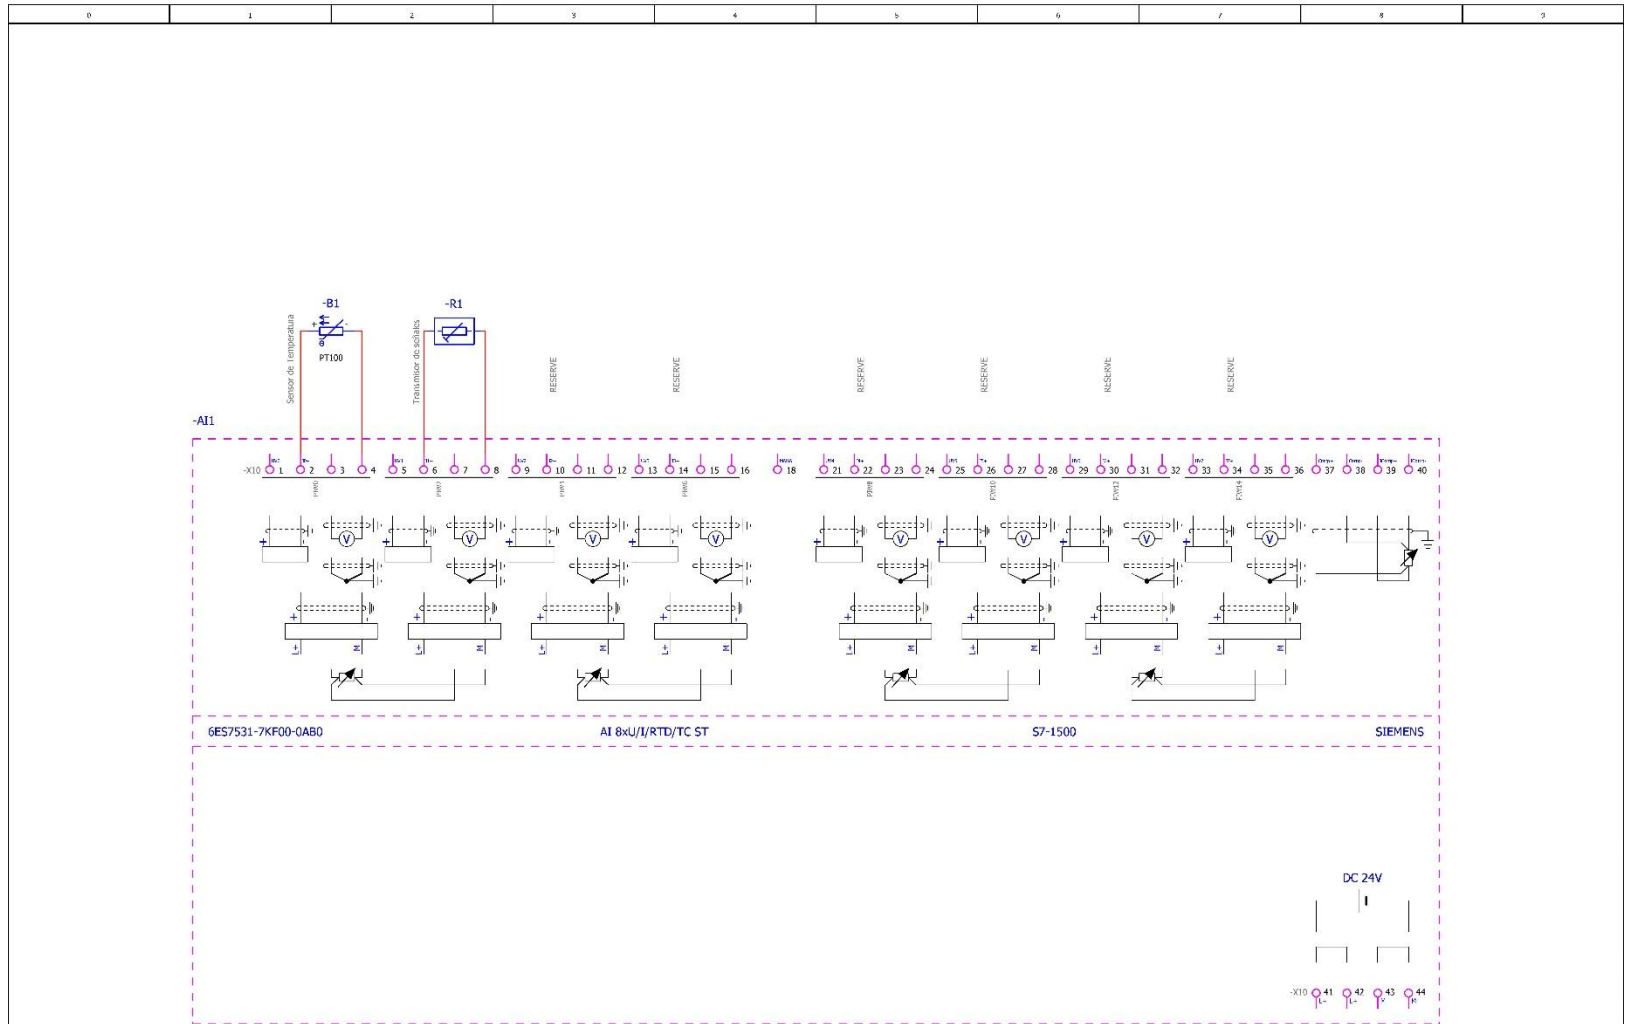 0 1 2 3 4 5 6 7 8 9
-B1 -R1
Sensor de Temperatura
PT100
Transmisor de señales
RESERVE RESERVE RESERVE RESERVE RESERVE RESERVE
-AI1
-X10 1 2 3 4 5 6 7 8 9 10 11 12 13 14 15 16 18 21 22 23 24 25 26 27 28 29 30 31 32 33 34 35 36 37 38 39 40
V V V V V V V V
L+ M L+ M L+ M L+ M L+ M L+ M L+ M L+ M
6ES7531-7KF00-0AB0 AI 8xU/I/RTD/TC ST S7-1500 SIEMENS
DC 24V
-X10 41 42 43 44
L+ L+ M M